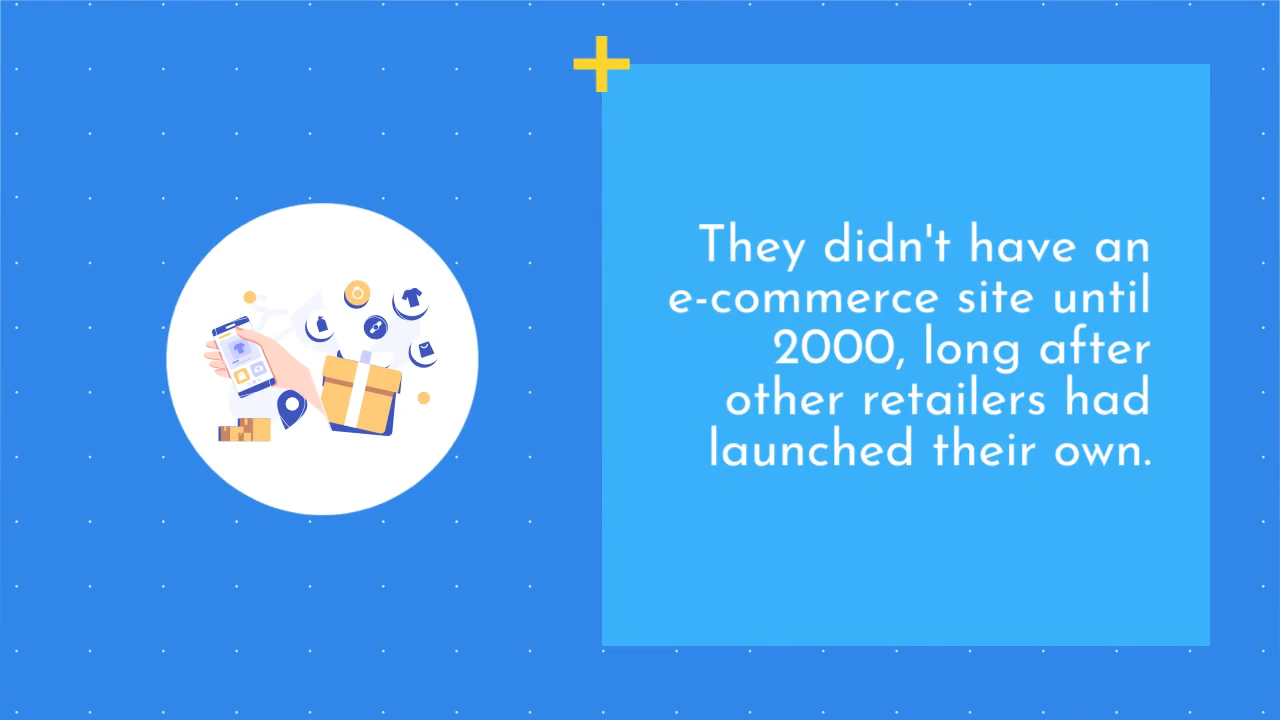 They didn't have an
e-commerce site until
2000, long after
other retailers had
launched their own.